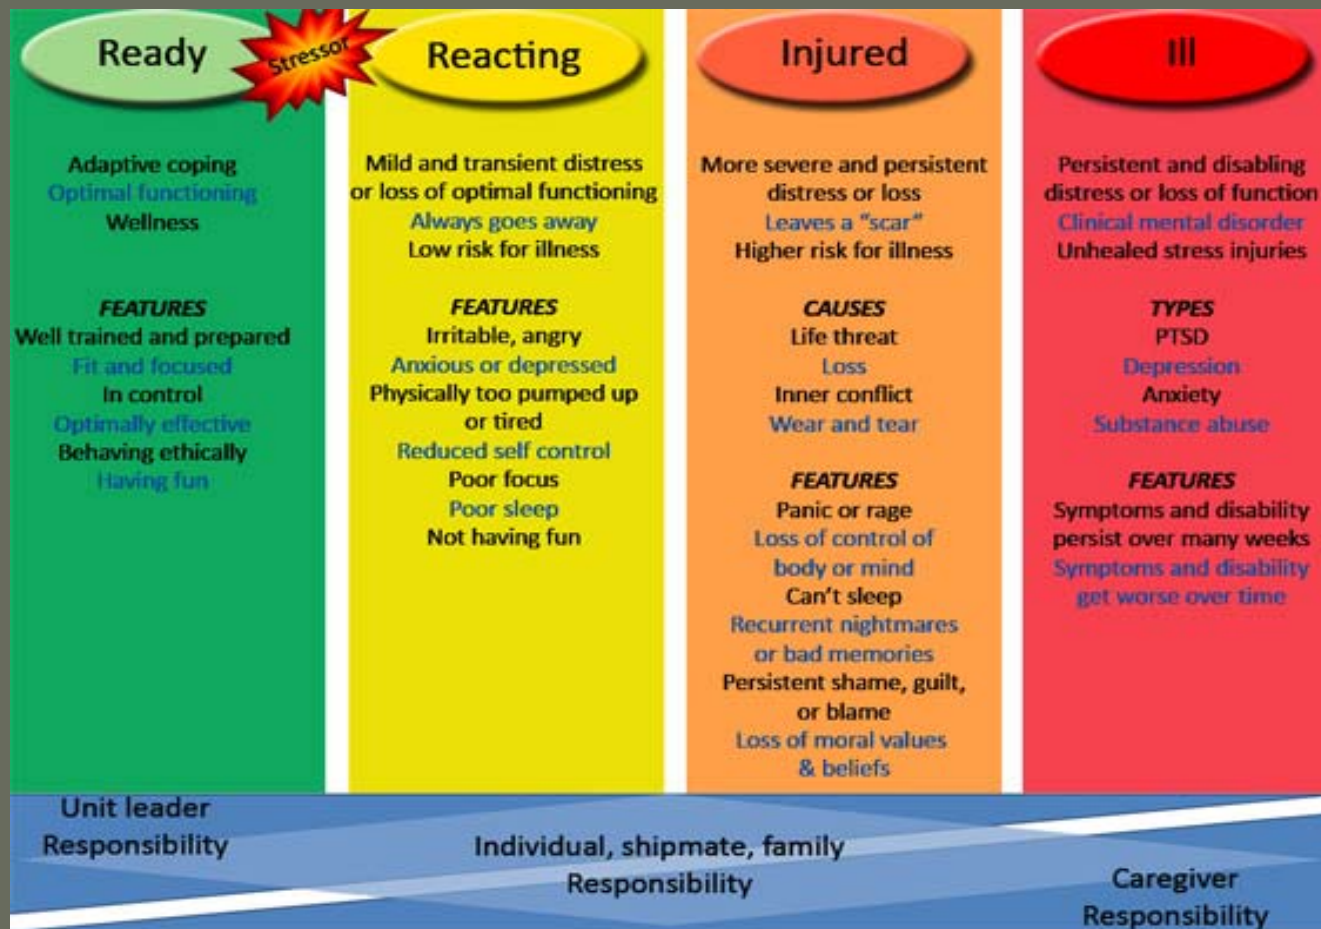 Ready
Stressor
Adaptive coping
Optimal functioning
Wellness
FEATURES
Well trained and prepared
Fit and focused
In control
Optimally effective
Behaving ethically
Having fun
Reacting
Mild and transient distress
or loss of optimal functioning
Always goes away
Low risk for illness
FEATURES
Irritable, angry
Anxious or depressed
Physically too pumped up
or tired
Reduced self control
Poor focus
Poor sleep
Not having fun
Injured
More severe and persistent
distress or loss
Leaves a “scar”
Higher risk for illness
CAUSES
Life threat
Loss
Inner conflict
Wear and tear
FEATURES
Panic or rage
Loss of control of
body or mind
Can’t sleep
Recurrent nightmares
or bad memories
Persistent shame, guilt,
or blame
Loss of moral values
& beliefs
Ill
Persistent and disabling
distress or loss of function
Clinical mental disorder
Unhealed stress injuries
TYPES
PTSD
Depression
Anxiety
Substance abuse
FEATURES
Symptoms and disability
persist over many weeks
Symptoms and disability
get worse over time
Unit leader
Responsibility
Individual, shipmate, family
Responsibility
Caregiver
Responsibility